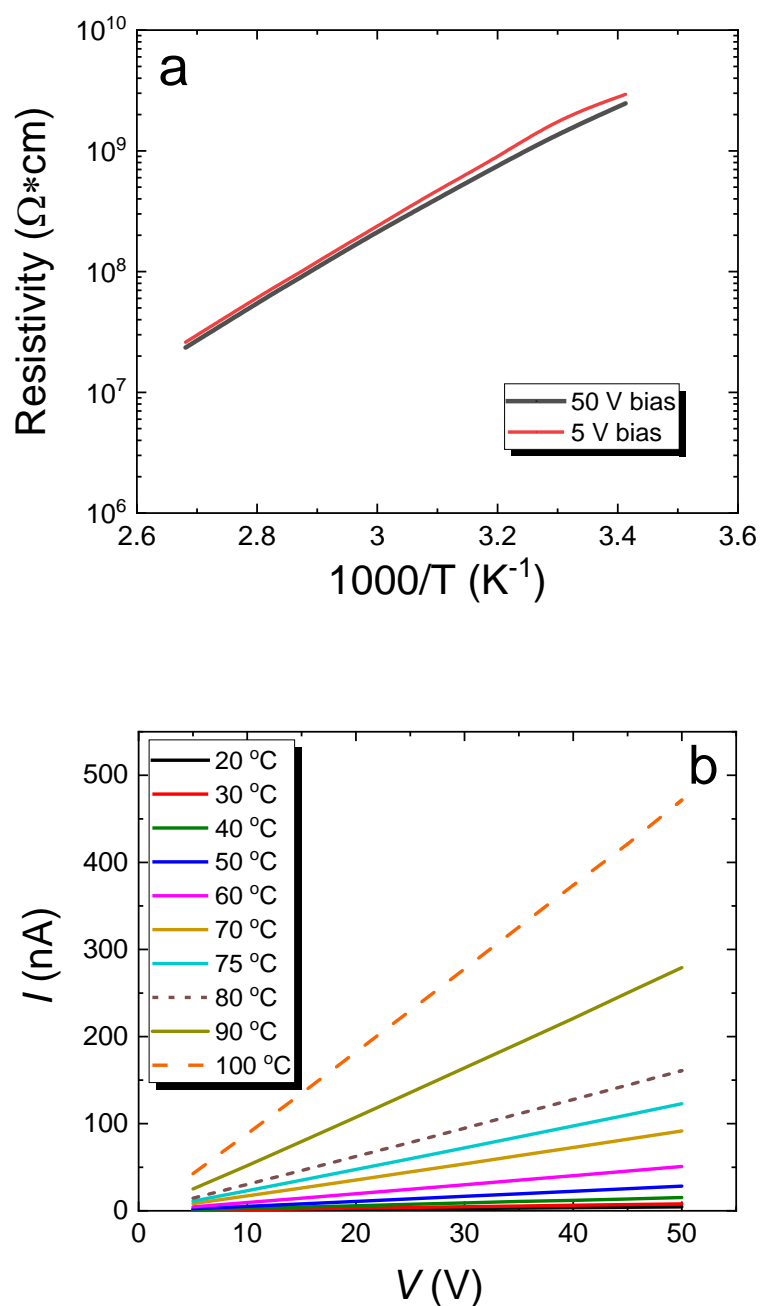 a
10^10
10^9
10^8
10^7
10^6
Resistivity (Ω*cm)
50 V bias
5 V bias
2.6 2.8 3 3.2 3.4 3.6
1000/T (K^-1)
b
500
400
300
200
100
0
I (nA)
20 °C
30 °C
40 °C
50 °C
60 °C
70 °C
75 °C
80 °C
90 °C
100 °C
0 10 20 30 40 50
V (V)